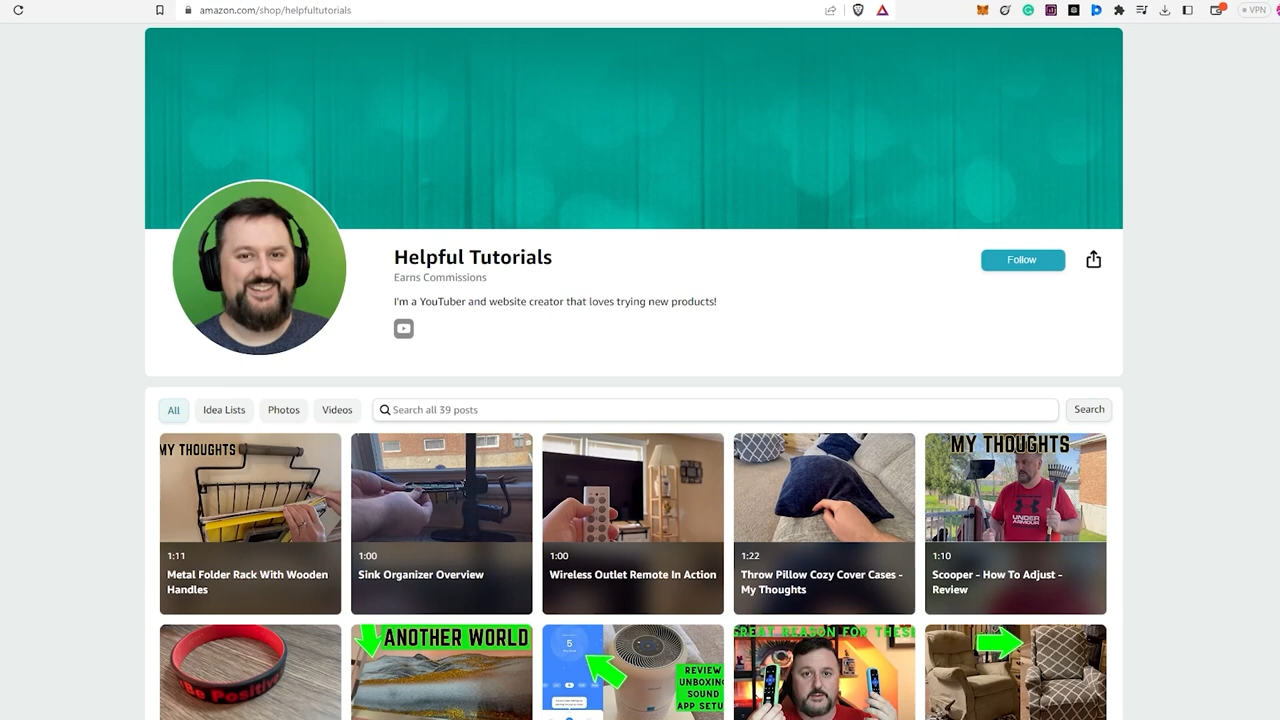 amazon.com/shop/helpfultutorials
VPN
Helpful Tutorials
Earns Commissions
Follow
I'm a YouTuber and website creator that loves trying new products!
All
Idea Lists
Photos
Videos
Search all 39 posts
Search
MY THOUGHTS
1:11
Metal Folder Rack With Wooden
Handles
1:00
Sink Organizer Overview
1:00
Wireless Outlet Remote In Action
1:22
Throw Pillow Cozy Cover Cases -
My Thoughts
MY THOUGHTS
UNDER ARMOUR
1:10
Scooper - How To Adjust -
Review
"Be Positive
ANOTHER WORLD
5
REVIEW
UNBOXING
SOUND
APP SETU
GREAT REASON FOR THESE